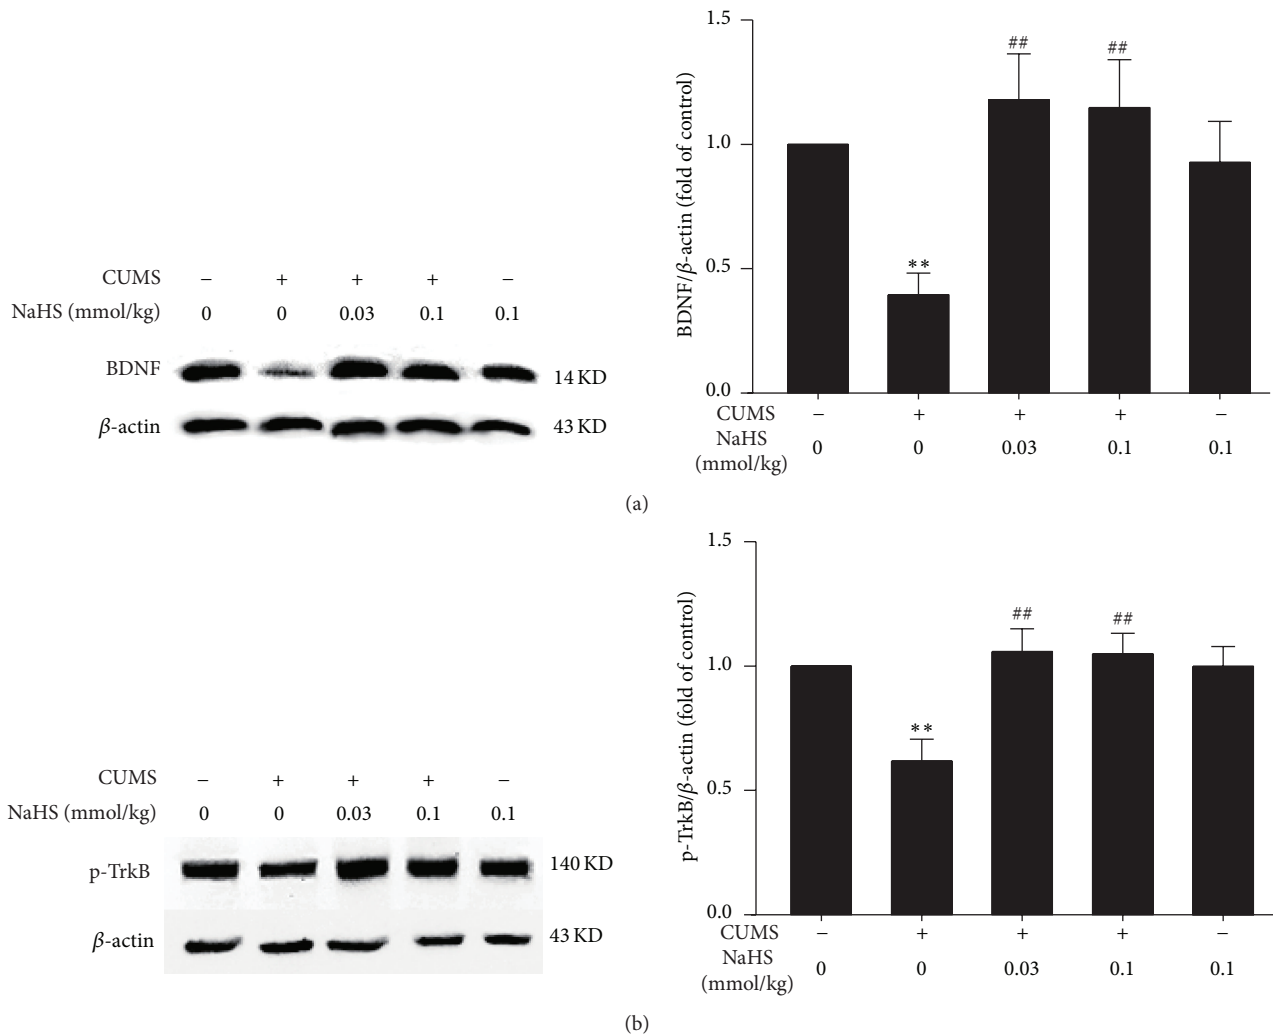 CUMS − + + + −
NaHS (mmol/kg) 0 0 0.03 0.1 0.1
BDNF 14 KD
β-actin 43 KD
BDNF/β-actin (fold of control)
1.5
1.0
0.5
0.0
**
##
##
CUMS − + + + −
NaHS
(mmol/kg) 0 0 0.03 0.1 0.1
(a)
CUMS − + + + −
NaHS (mmol/kg) 0 0 0.03 0.1 0.1
p-TrkB 140 KD
β-actin 43 KD
p-TrkB/β-actin (fold of control)
1.5
1.0
0.5
0.0
**
##
##
CUMS − + + + −
NaHS
(mmol/kg) 0 0 0.03 0.1 0.1
(b)